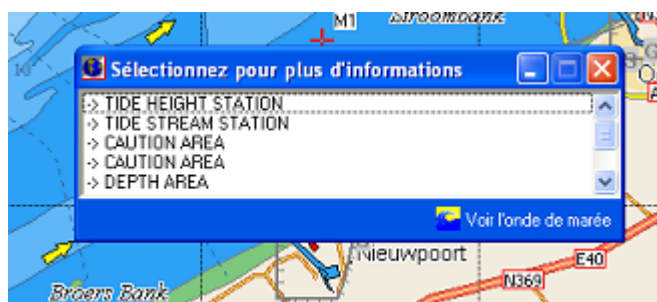 M1
Stroombank
Sélectionnez pour plus d'informations
-> TIDE HEIGHT STATION
-> TIDE STREAM STATION
-> CAUTION AREA
-> CAUTION AREA
-> DEPTH AREA
Voir l'onde de marée
Nieuwpoort
E40
N369
Broers Bank